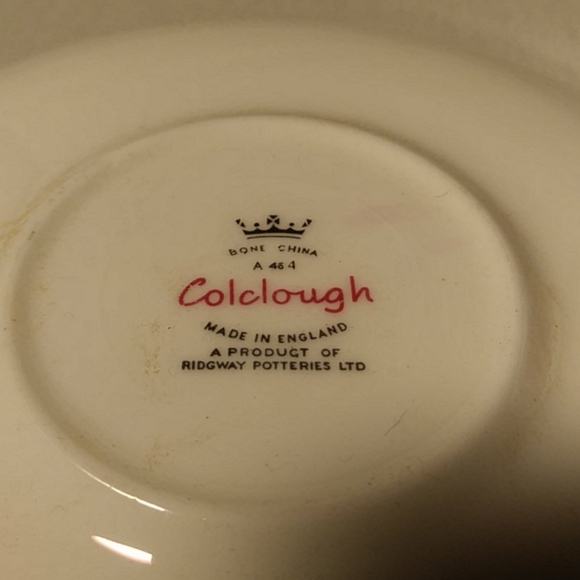 BONE CHINA
A 464
Colclough
MADE IN ENGLAND
A PRODUCT OF
RIDGWAY POTTERIES LTD